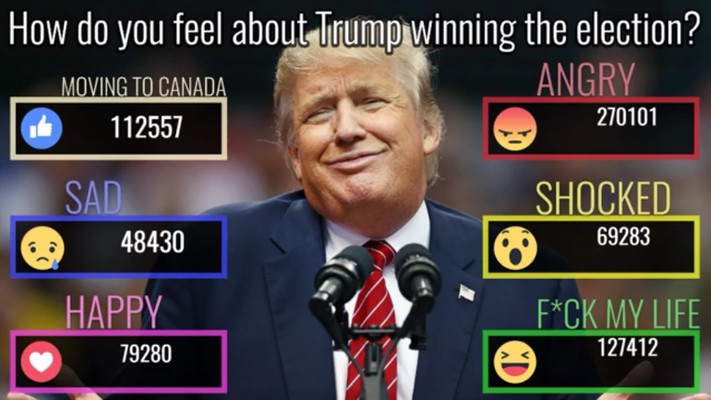 How do you feel about Trump winning the election?
MOVING TO CANADA
112557
ANGRY
270101
SAD
48430
SHOCKED
69283
HAPPY
79280
F*CK MY LIFE
127412